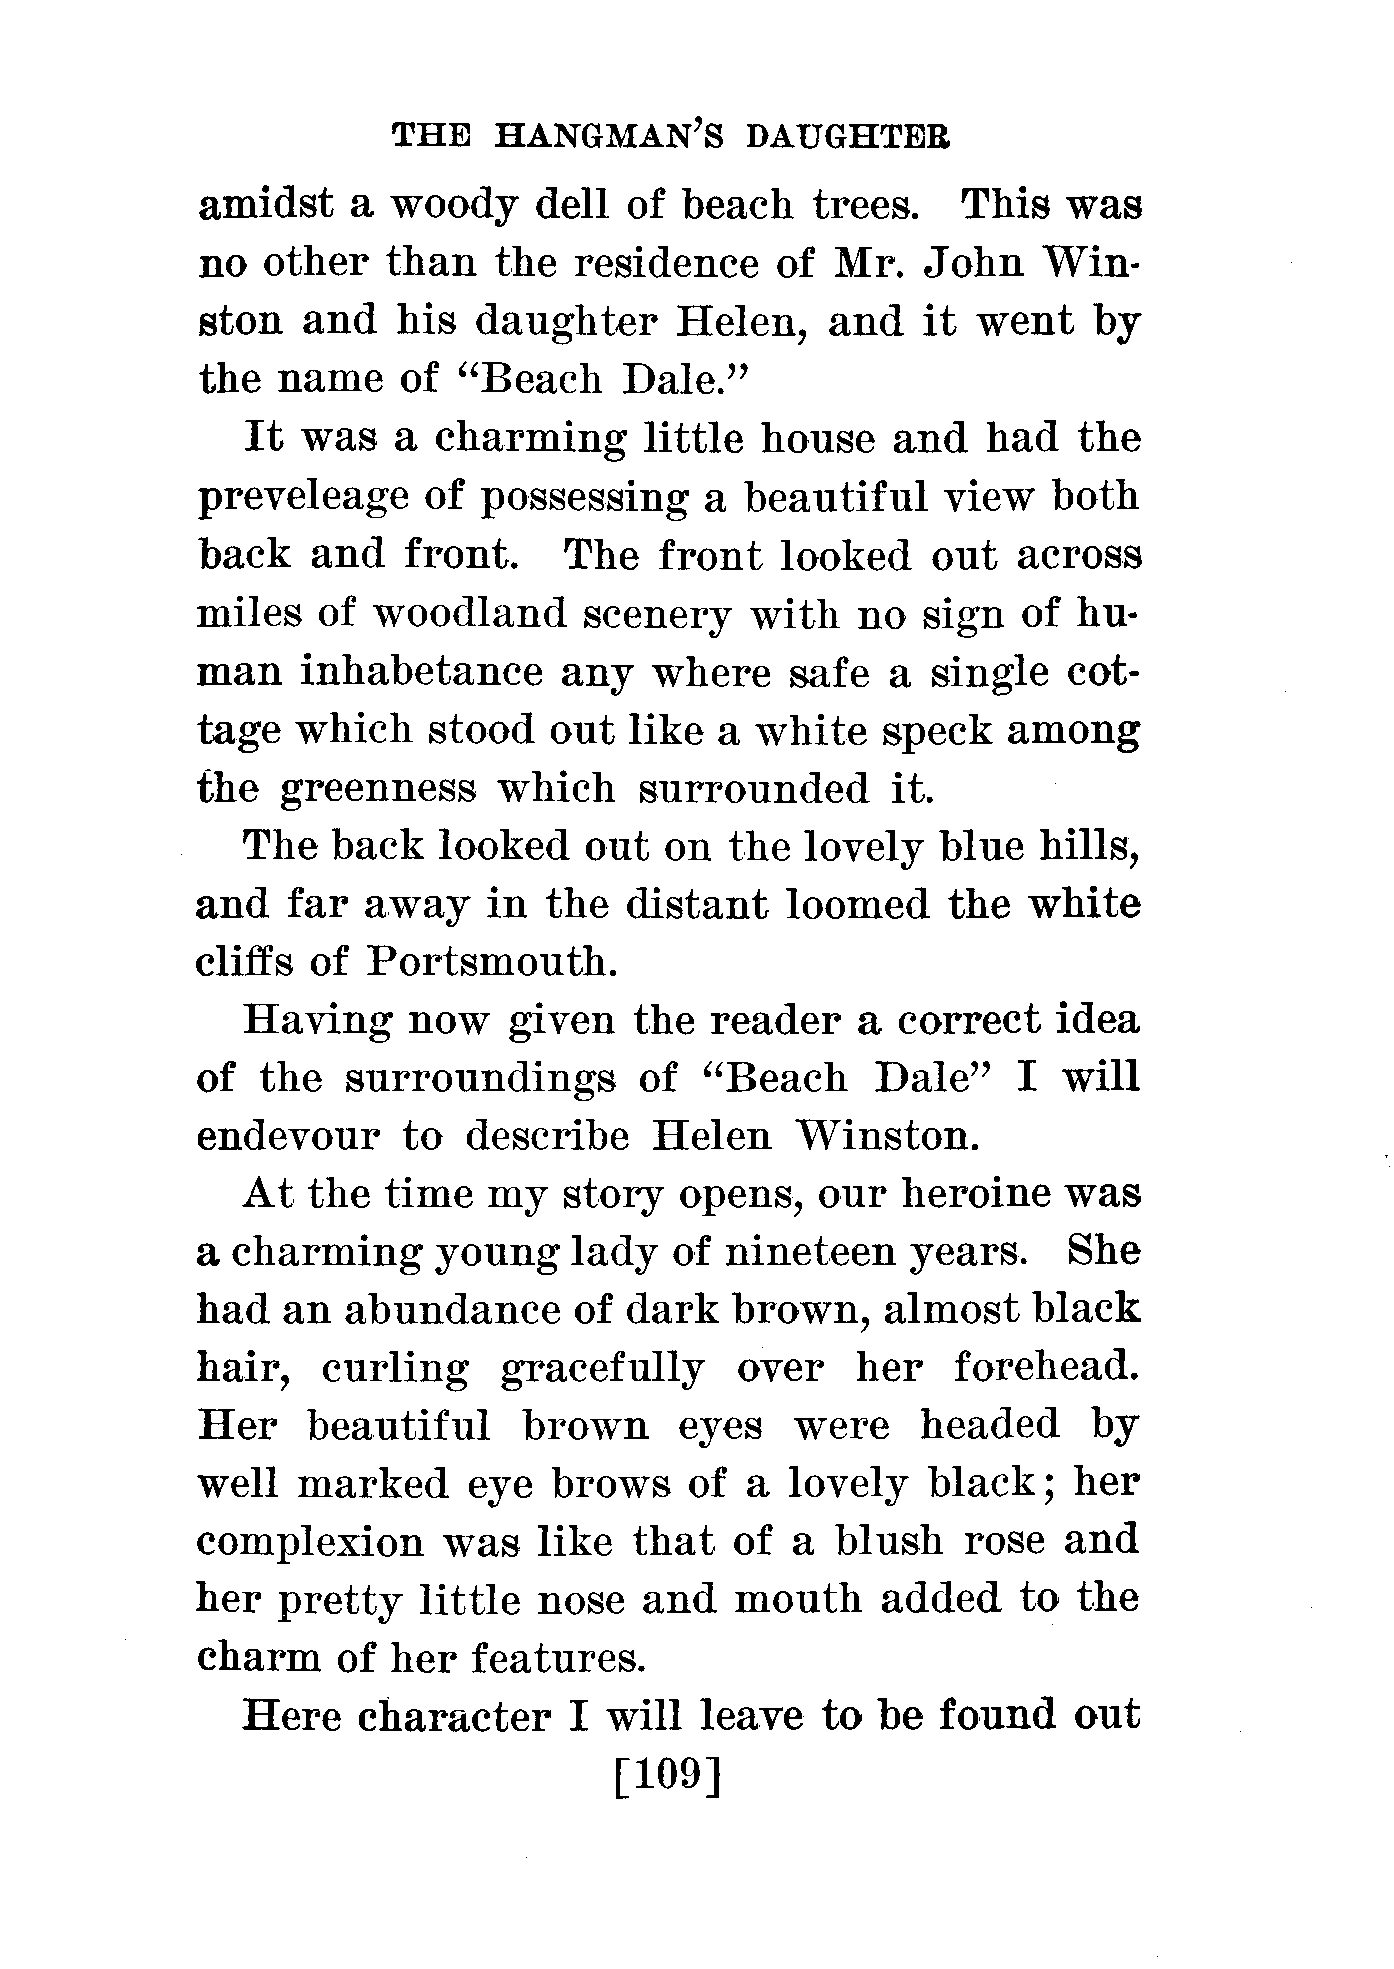 THE HANGMAN'S DAUGHTER
amidst a woody dell of beach trees. This was
no other than the residence of Mr. John Win-
ston and his daughter Helen, and it went by
the name of “Beach Dale.”
It was a charming little house and had the
preveleage of possessing a beautiful view both
back and front. The front looked out across
miles of woodland scenery with no sign of hu-
man inhabetance any where safe a single cot-
tage which stood out like a white speck among
the greenness which surrounded it.
The back looked out on the lovely blue hills,
and far away in the distant loomed the white
cliffs of Portsmouth.
Having now given the reader a correct idea
of the surroundings of “Beach Dale” I will
endevour to describe Helen Winston.
At the time my story opens, our heroine was
a charming young lady of nineteen years. She
had an abundance of dark brown, almost black
hair, curling gracefully over her forehead.
Her beautiful brown eyes were headed by
well marked eye brows of a lovely black; her
complexion was like that of a blush rose and
her pretty little nose and mouth added to the
charm of her features.
Here character I will leave to be found out
[109]